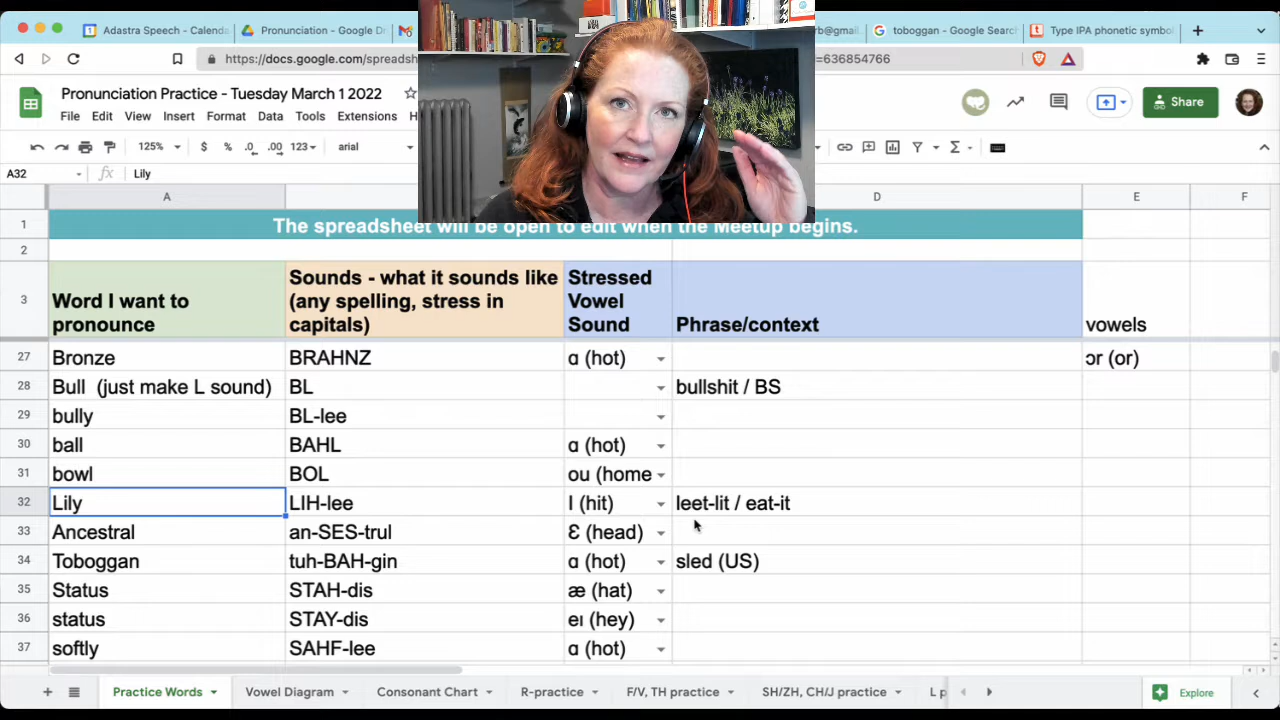 Adastra Speech - Calenda
Pronunciation - Google Dr
rb@gmail.
toboggan - Google Search
Type IPA phonetic symbo
https://docs.google.com/spreadsh
=636854766
Pronunciation Practice - Tuesday March 1 2022
Share
File Edit View Insert Format Data Tools Extensions H
125% $ % .0 .00 123 arial
A32 fx Lily
A D E F
1 The spreadsheet will be open to edit when the Meetup begins.
2
3 Word I want to pronounce
Sounds - what it sounds like (any spelling, stress in capitals)
Stressed Vowel Sound
Phrase/context
vowels
27 Bronze BRAHNZ ɑ (hot) ɔr (or)
28 Bull (just make L sound) BL bullshit / BS
29 bully BL-lee
30 ball BAHL ɑ (hot)
31 bowl BOL ou (home
32 Lily LIH-lee I (hit) leet-lit / eat-it
33 Ancestral an-SES-trul Ɛ (head)
34 Toboggan tuh-BAH-gin ɑ (hot) sled (US)
35 Status STAH-dis æ (hat)
36 status STAY-dis eı (hey)
37 softly SAHF-lee ɑ (hot)
Practice Words Vowel Diagram Consonant Chart R-practice F/V, TH practice SH/ZH, CH/J practice L p Explore